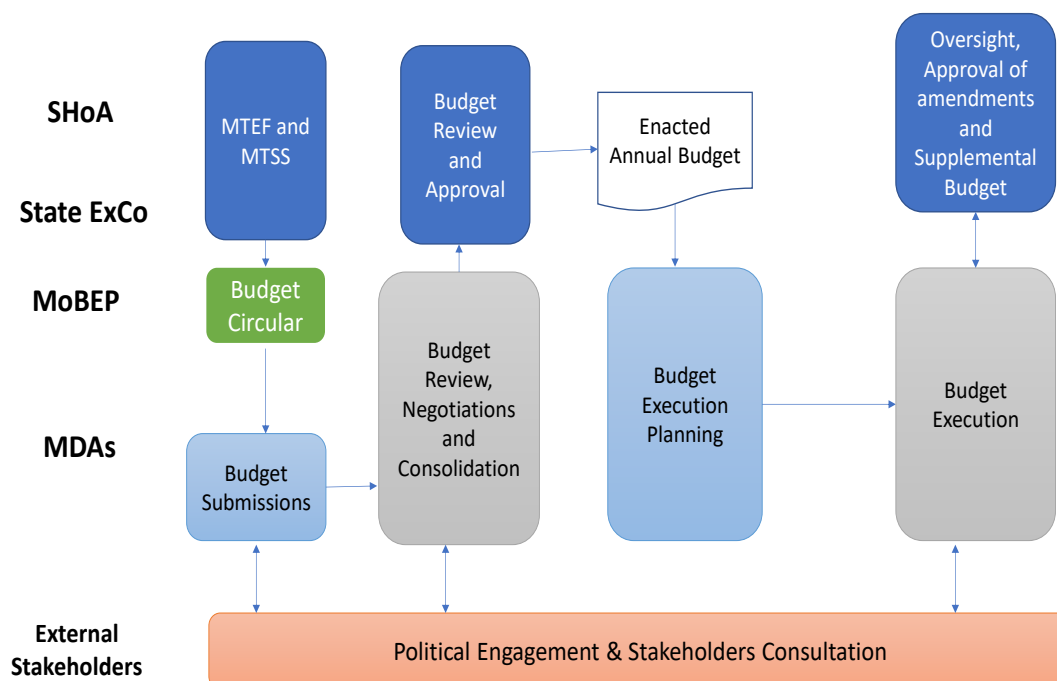 SHoA
State ExCo
MoBEP
MDAs
External
Stakeholders
MTEF and
MTSS
Budget
Circular
Budget
Submissions
Budget
Review
and
Approval
Budget
Review,
Negotiations
and
Consolidation
Enacted
Annual Budget
Budget
Execution
Planning
Oversight,
Approval of
amendments
and
Supplemental
Budget
Budget
Execution
Political Engagement & Stakeholders Consultation